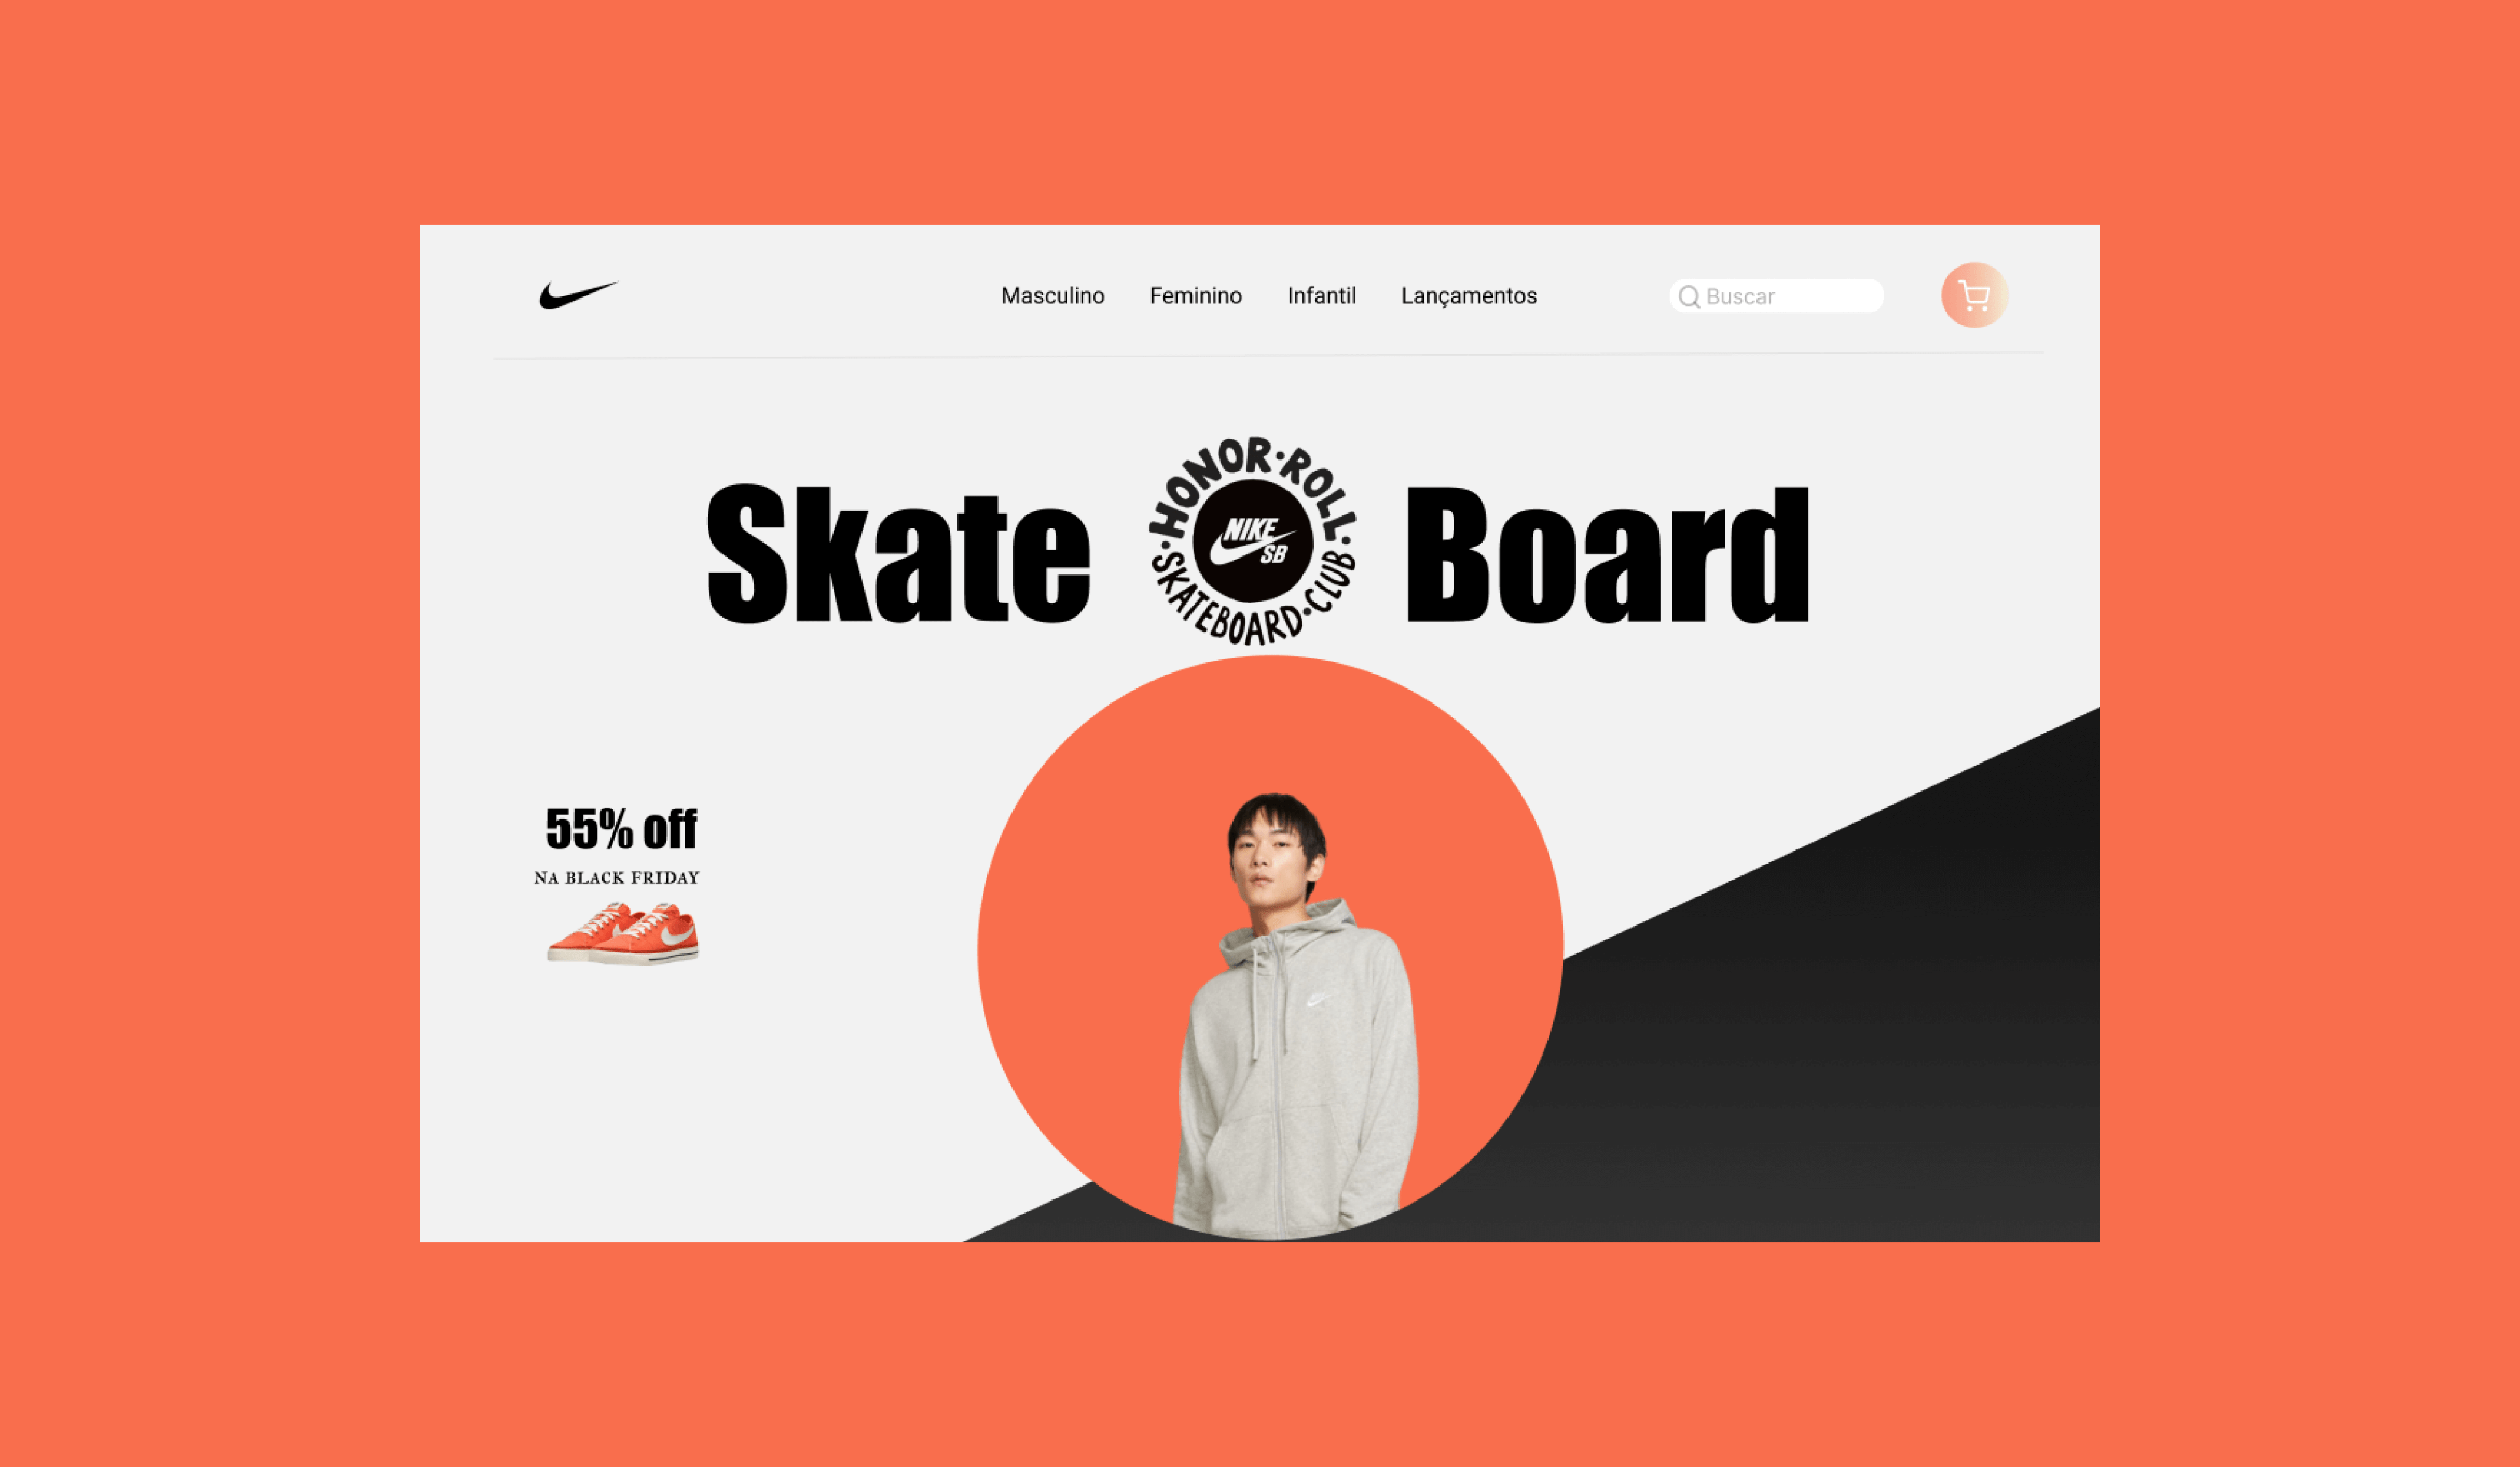 Masculino Feminino Infantil Lançamentos Buscar
Skate Board
HONOR·ROLL·SKATEBOARD·CLUB·
NIKE
SB
55% off
NA BLACK FRIDAY